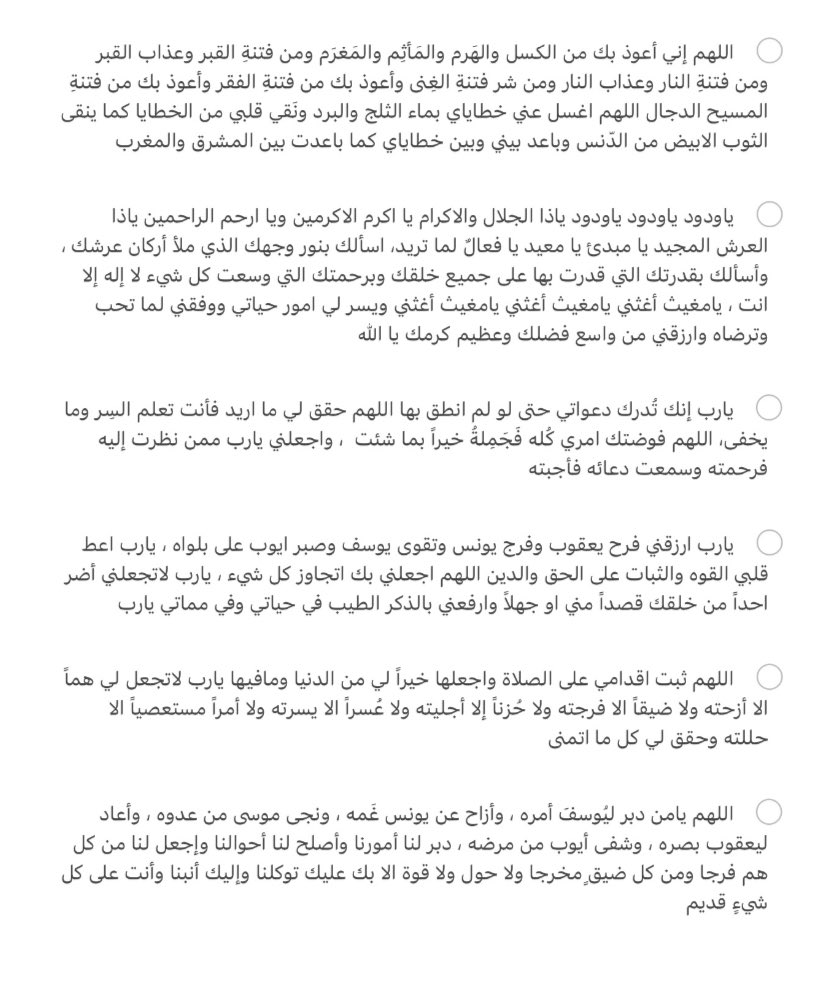 اللهم إني أعوذ بك من الكسل والهَرم والمَأثِم والمَغرَم ومن فتنةِ القبر وعذاب القبر
ومن فتنةِ النار وعذاب النار ومن شر فتنةِ الغِنى وأعوذ بك من فتنةِ الفقر وأعوذ بك من فتنةِ
المسيح الدجال اللهم اغسل عني خطاياي بماء الثلج والبرد ونَقي قلبي من الخطايا كما ينقى
الثوب الابيض من الدّنس وباعد بيني وبين خطاياي كما باعدت بين المشرق والمغرب
ياودود ياودود ياودود ياذا الجلال والاكرام يا اكرم الاكرمين ويا ارحم الراحمين ياذا
العرش المجيد يا مبدئ يا معيد يا فعالٌ لما تريد، اسألك بنور وجهك الذي ملأ أركان عرشك ،
وأسألك بقدرتك التي قدرت بها على جميع خلقك وبرحمتك التي وسعت كل شيء لا إله إلا
انت ، يامغيث أغثني يامغيث أغثني يامغيث أغثني ويسر لي امور حياتي ووفقني لما تحب
وترضاه وارزقني من واسع فضلك وعظيم كرمك يا الله
يارب إنك تُدرك دعواتي حتى لو لم انطق بها اللهم حقق لي ما اريد فأنت تعلم السِر وما
يخفى، اللهم فوضتك امري كُله فَجَمِلةُ خيراً بما شئت ، واجعلني يارب ممن نظرت إليه
فرحمته وسمعت دعائه فأجبته
يارب ارزقني فرح يعقوب وفرج يونس وتقوى يوسف وصبر ايوب على بلواه ، يارب اعط
قلبي القوه والثبات على الحق والدين اللهم اجعلني بك اتجاوز كل شيء ، يارب لاتجعلني أضر
احداً من خلقك قصداً مني او جهلاً وارفعني بالذكر الطيب في حياتي وفي مماتي يارب
اللهم ثبت اقدامي على الصلاة واجعلها خيراً لي من الدنيا ومافيها يارب لاتجعل لي هماً
الا أزحته ولا ضيقاً الا فرجته ولا حُزناً إلا أجليته ولا عُسراً الا يسرته ولا أمراً مستعصياً الا
حللته وحقق لي كل ما اتمنى
اللهم يامن دبر ليُوسفَ أمره ، وأزاح عن يونس غَمه ، ونجى موسى من عدوه ، وأعاد
ليعقوب بصره ، وشفى أيوب من مرضه ، دبر لنا أمورنا وأصلح لنا أحوالنا وإجعل لنا من كل
هم فرجا ومن كل ضيقٍ مخرجا ولا حول ولا قوة الا بك عليك توكلنا وإليك أنبنا وأنت على كل
شيءٍ قديم